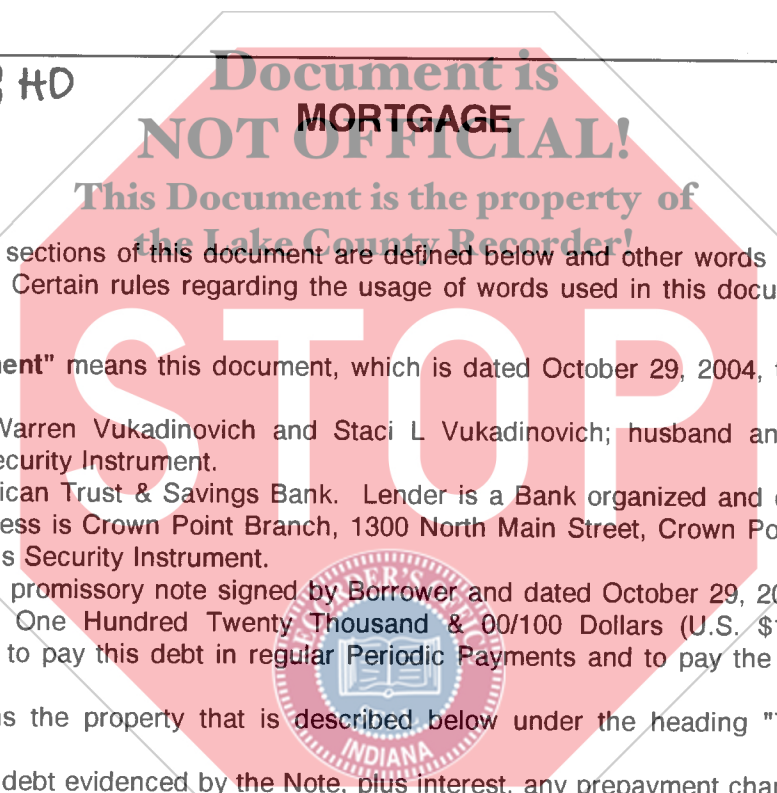 HD
Document is
MORTGAGE
NOT OFFICIAL!
This Document is the property of
the Lake County Recorder!
sections of this document are defined below and other words
Certain rules regarding the usage of words used in this docu
ent" means this document, which is dated October 29, 2004,
Warren Vukadinovich and Staci L Vukadinovich; husband an
ecurity Instrument.
ican Trust & Savings Bank. Lender is a Bank organized and
ess is Crown Point Branch, 1300 North Main Street, Crown Po
s Security Instrument.
promissory note signed by Borrower and dated October 29, 20
One Hundred Twenty Thousand & 00/100 Dollars (U.S. $1
to pay this debt in regular Periodic Payments and to pay the
s the property that is described below under the heading "T
debt evidenced by the Note, plus interest, any prepayment char
STOP
INDIANA